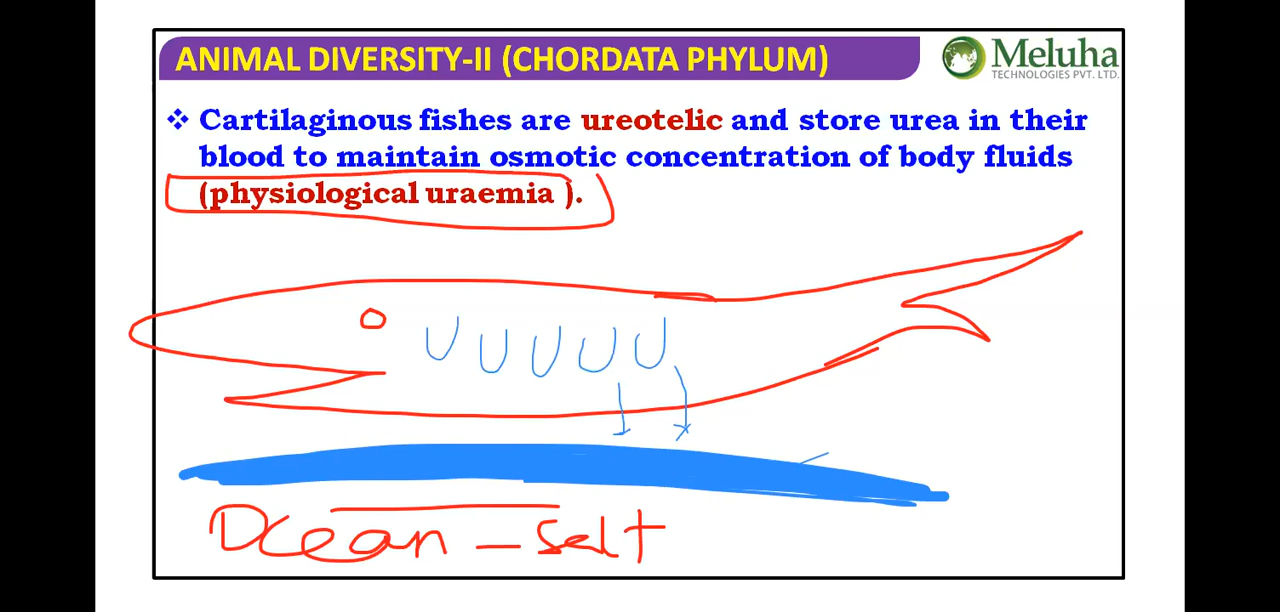 ANIMAL DIVERSITY-II (CHORDATA PHYLUM)
Meluha
TECHNOLOGIES PVT. LTD.
❖ Cartilaginous fishes are ureotelic and store urea in their
blood to maintain osmotic concentration of body fluids
(physiological uraemia ).
U U U U U
Ocean - Salt